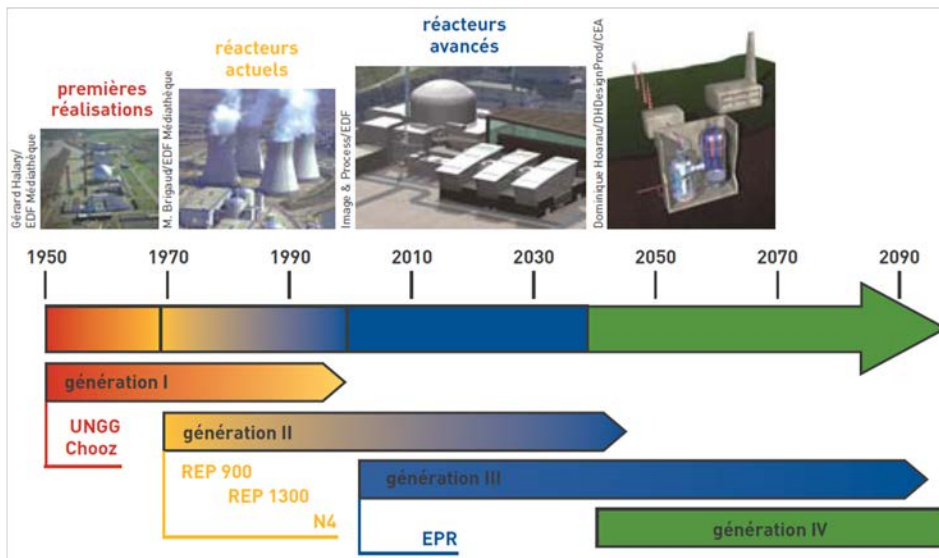 réacteurs
actuels
réacteurs
avancés
premières
réalisations
Gérard Halary/
EDF Médiathèque
M. Brigaud/EDF Médiathèque
Image & Process/EDF
Dominique Hoarau/DHDesignProd/CEA
1950
1970
1990
2010
2030
2050
2070
2090
génération I
UNGG
Chooz
génération II
REP 900
REP 1300
N4
génération III
EPR
génération IV